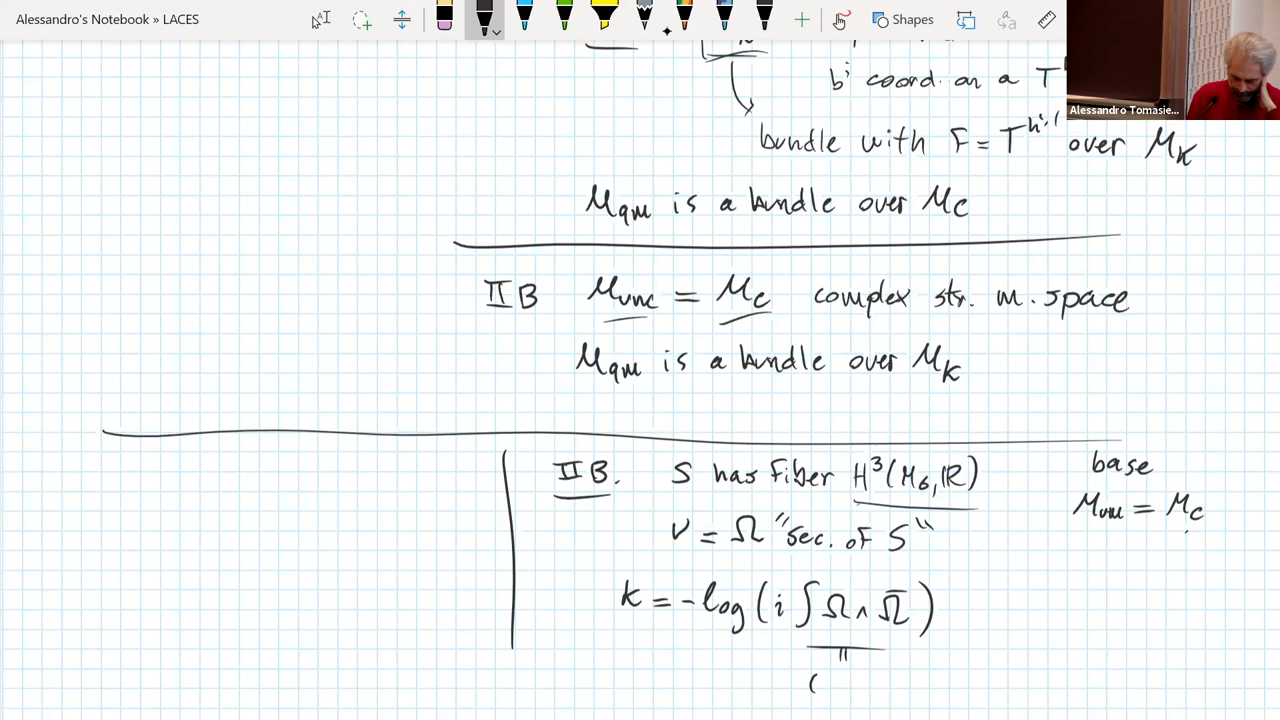 Alessandro's Notebook » LACES
Shapes
Alessandro Tomasie...
b^i coord. on a T
bundle with F = T^{h^{1,1}} over M_K
M_qm is a bundle over M_C
IIB M_vm = M_C complex str. m. space
M_qm is a bundle over M_K
IIB. S has fiber H^3(M_6, ℝ)
base
M_vm = M_C
ν = Ω "sec. of S"
K = -log(i ∫ Ω ∧ Ω̄)
(